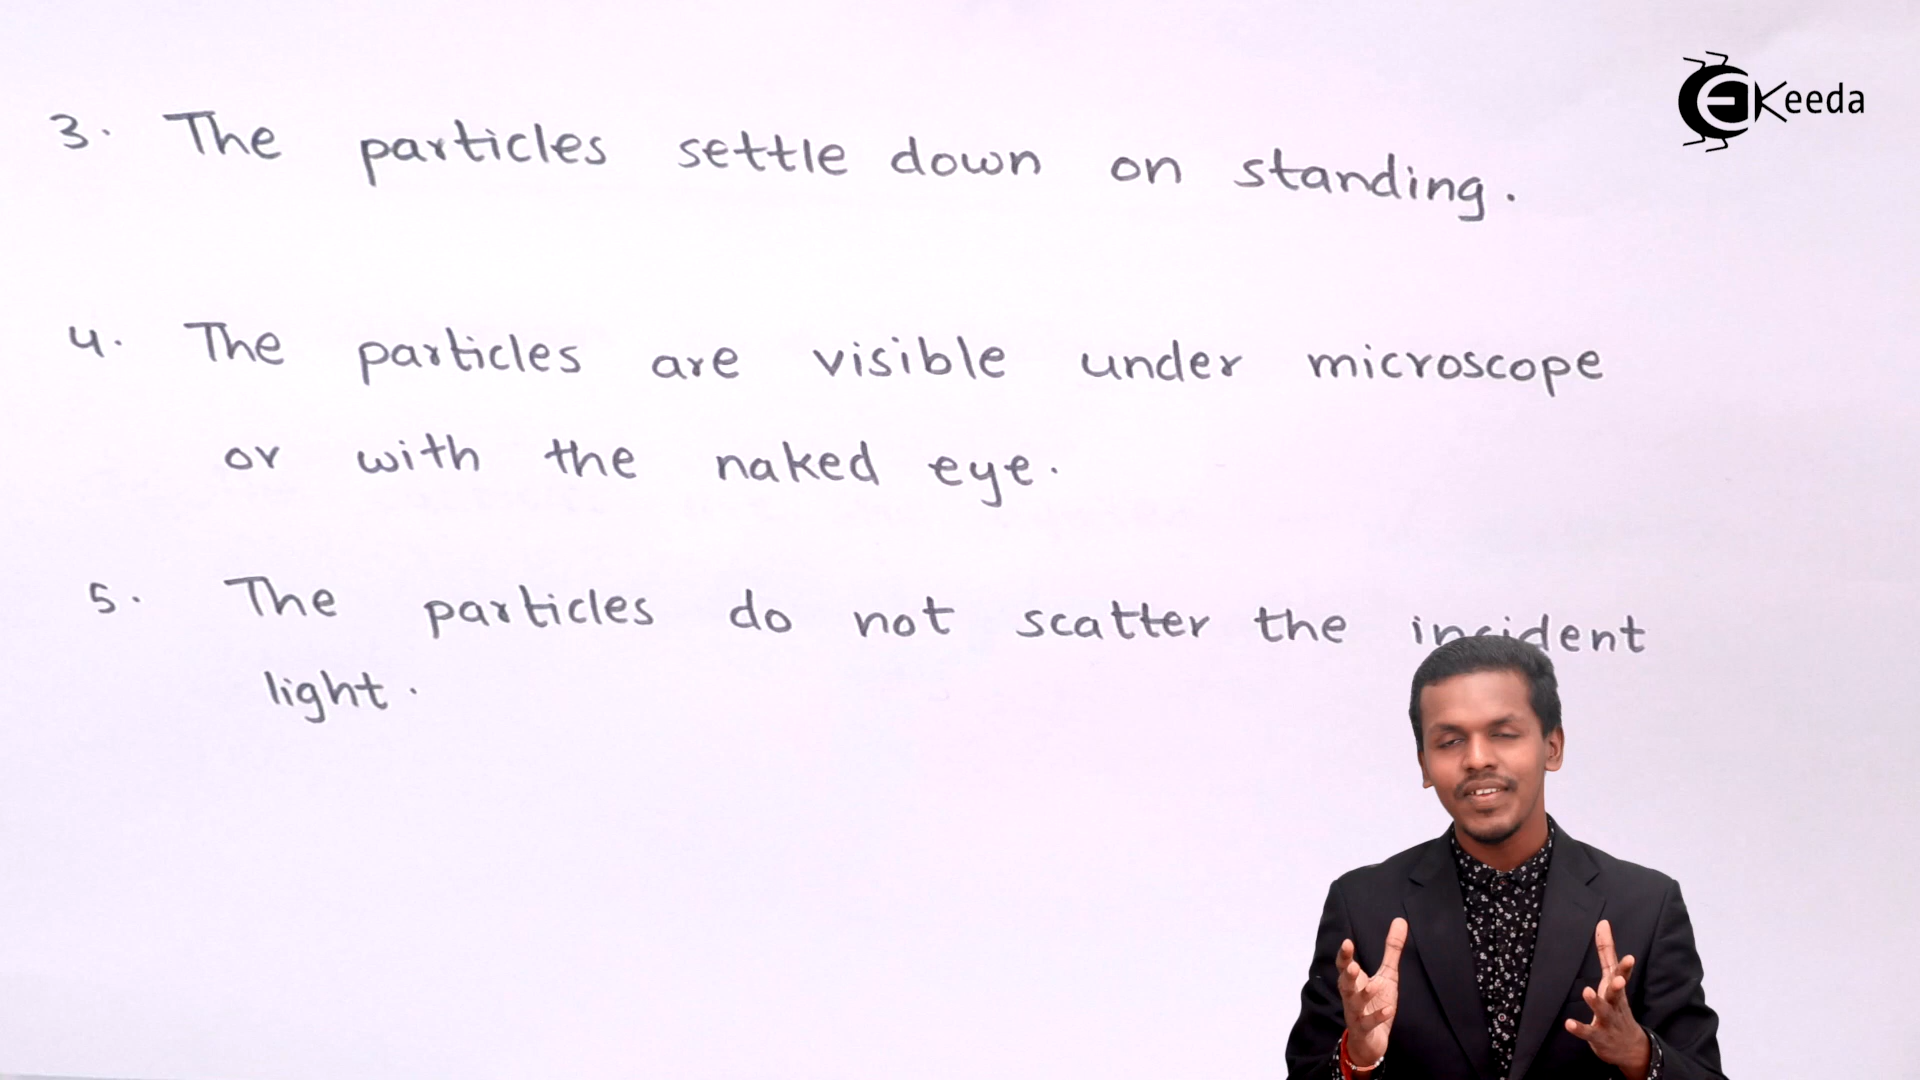 Keeda
3. The particles settle down on standing.
4. The particles are visible under microscope
or with the naked eye.
5. The particles do not scatter the incident
light.